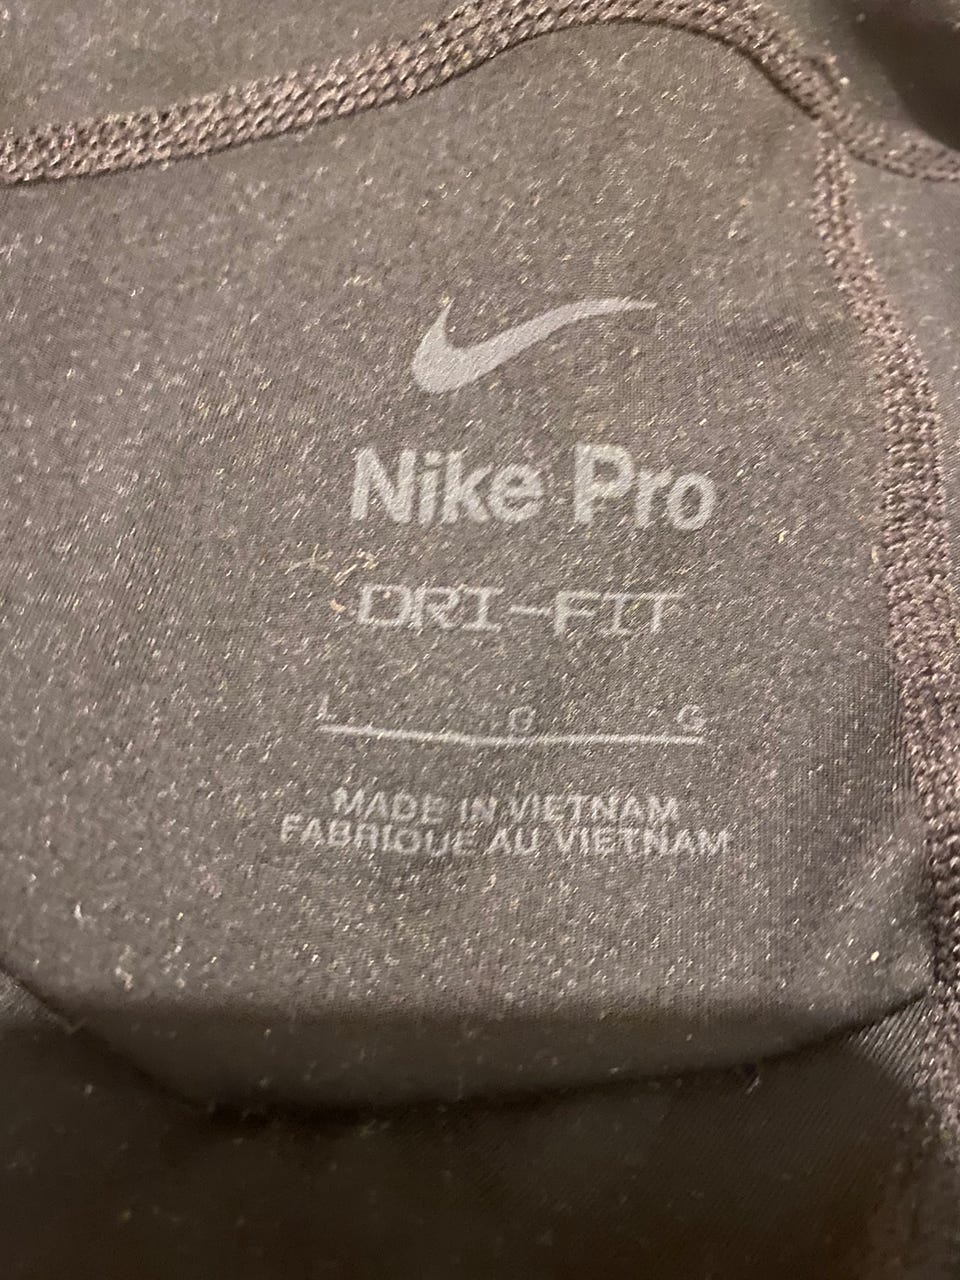 Nike Pro
DRI-FIT
L G G
MADE IN VIETNAM
FABRIQUE AU VIETNAM